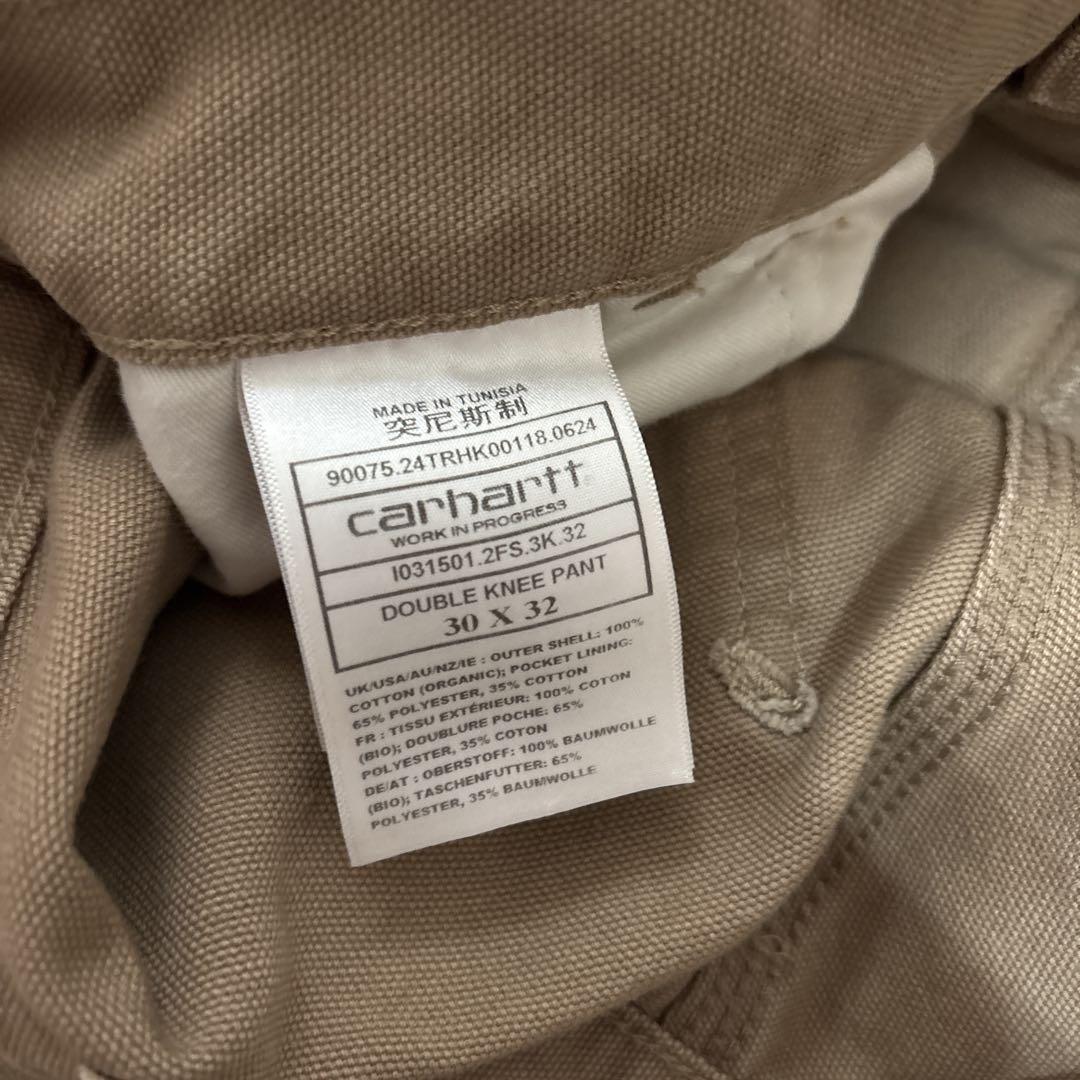 MADE IN TUNISIA
突尼斯制
90075.24TRHK00118.0624
carhartt
WORK IN PROGRESS
I031501.2FS.3K.32
DOUBLE KNEE PANT
30 X 32
UK/USA/AU/NZ/IE : OUTER SHELL: 100%
COTTON (ORGANIC); POCKET LINING:
65% POLYESTER, 35% COTTON
FR : TISSU EXTÉRIEUR: 100% COTON
(BIO); DOUBLURE POCHE: 65%
POLYESTER, 35% COTON
DE/AT : OBERSTOFF: 100% BAUMWOLLE
(BIO); TASCHENFUTTER: 65%
POLYESTER, 35% BAUMWOLLE